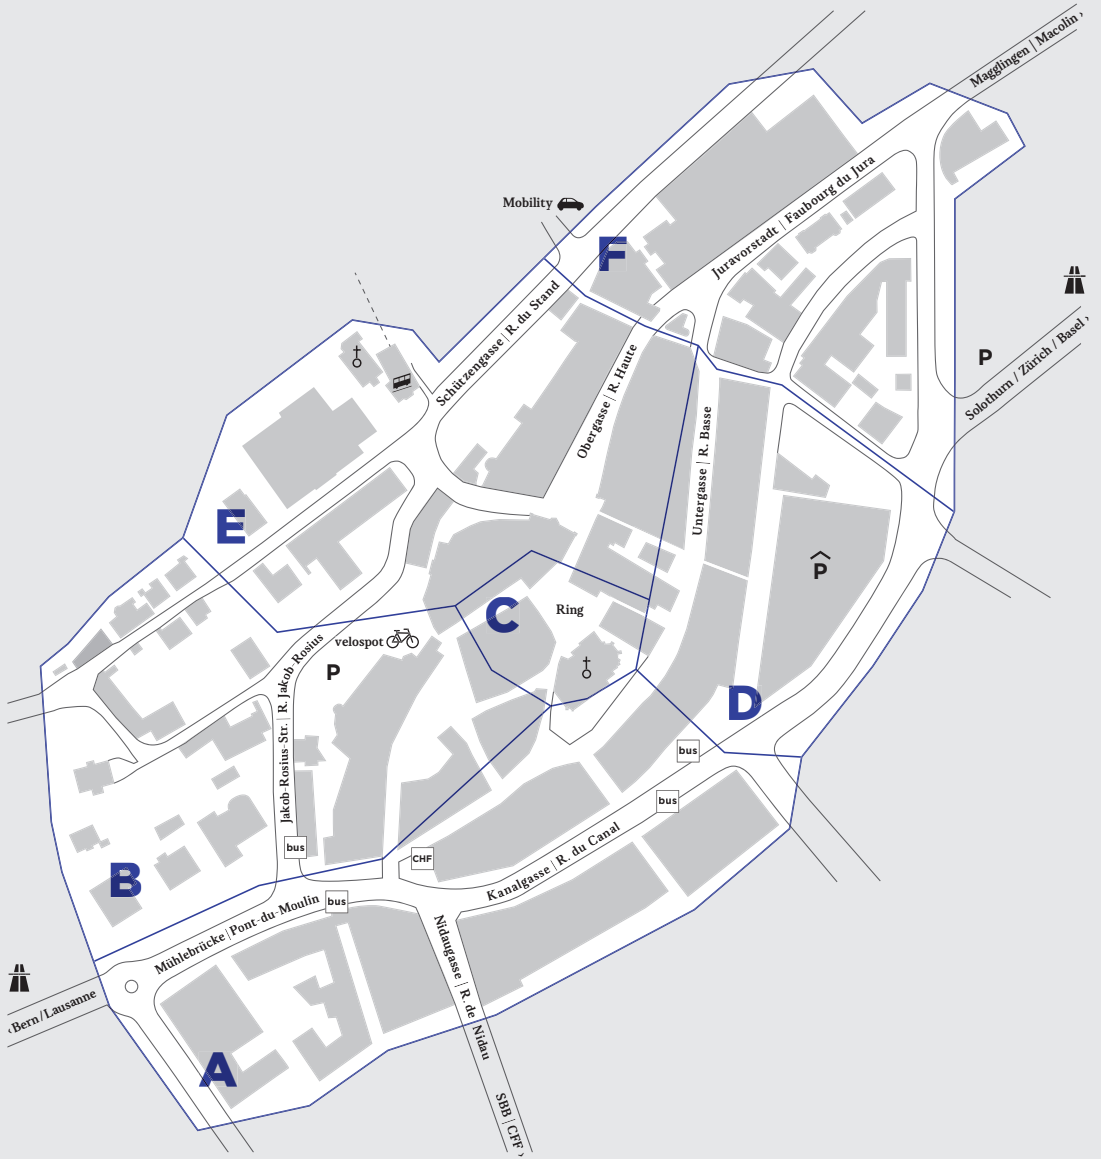 Magglingen | Macolin ›
Mobility
Juravorstadt | Faubourg du Jura
F
Schützengasse | R. du Stand
P
Solothurn / Zürich / Basel ›
Obergasse | R. Haute
Untergasse | R. Basse
E
P
C
Ring
velospot
P
Jakob-Rosius-Str. | R. Jakob-Rosius
D
bus
bus
bus
CHF
Kanalgasse | R. du Canal
B
bus
Mühlebrücke | Pont-du-Moulin
Nidaugasse | R. de Nidau
‹ Bern / Lausanne
A
SBB | CFF ›